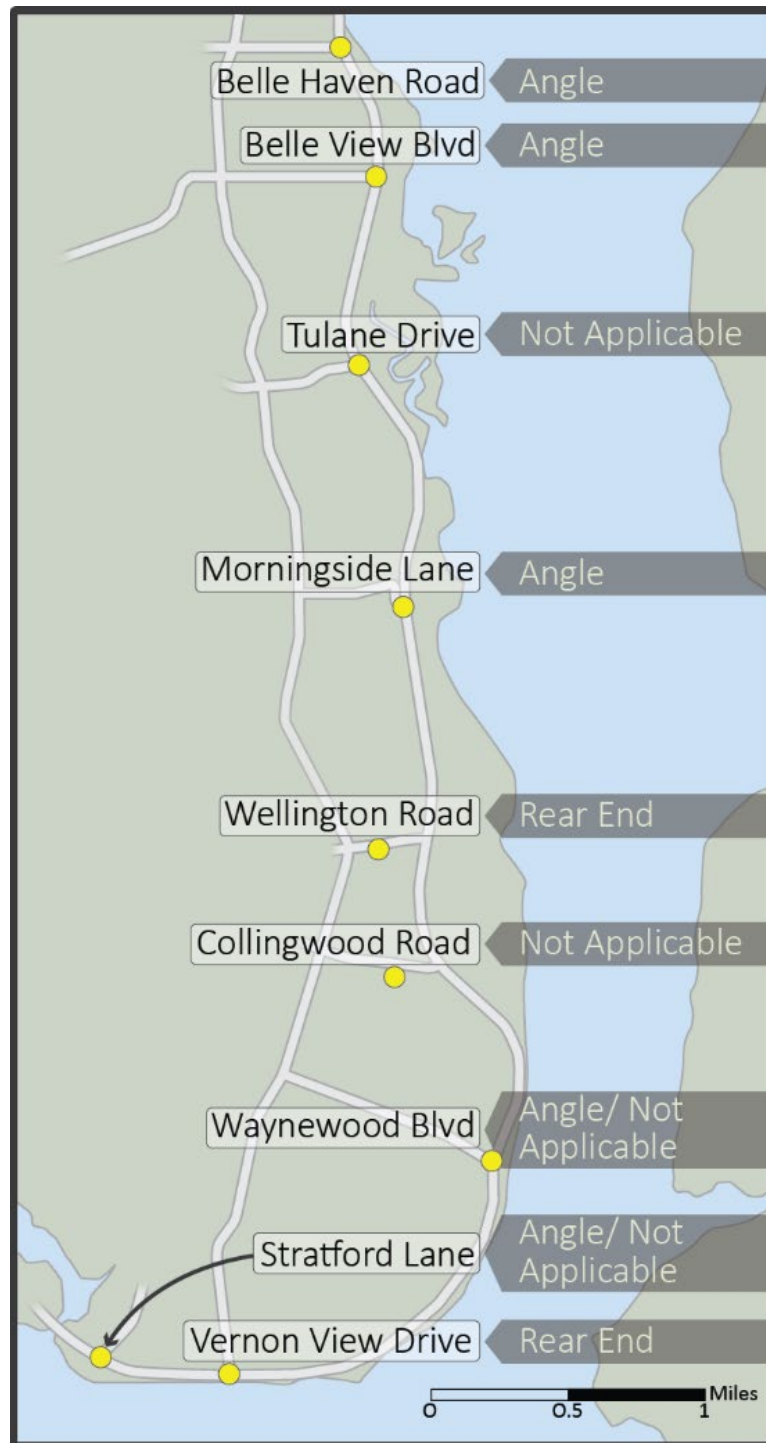 Belle Haven Road Angle
Belle View Blvd Angle
Tulane Drive Not Applicable
Morningside Lane Angle
Wellington Road Rear End
Collingwood Road Not Applicable
Waynewood Blvd Angle/ Not
Applicable
Stratford Lane Angle/ Not
Applicable
Vernon View Drive Rear End
Miles
0 0.5 1